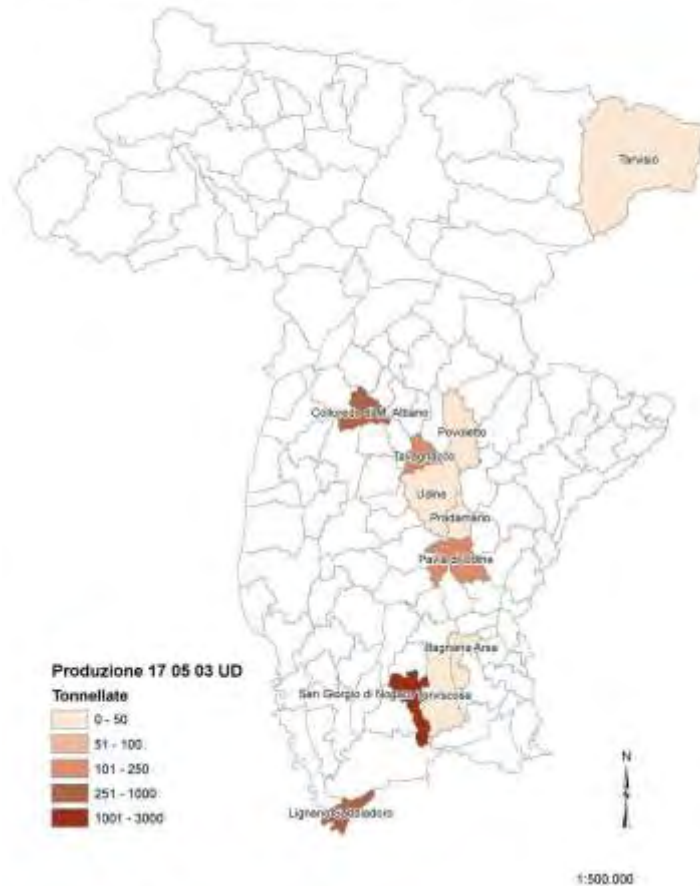 Tarvisio
Colloredo di M. Albano
Povoletto
Tavagnacco
Udine
Pradamano
Pavia di Udine
Bagnaria Arsa
San Giorgio di Nogaro
Torviscosa
Lignano Sabbiadoro
Produzione 17 05 03 UD
Tonnellate
0 - 50
51 - 100
101 - 250
251 - 1000
1001 - 3000
N
1:500.000